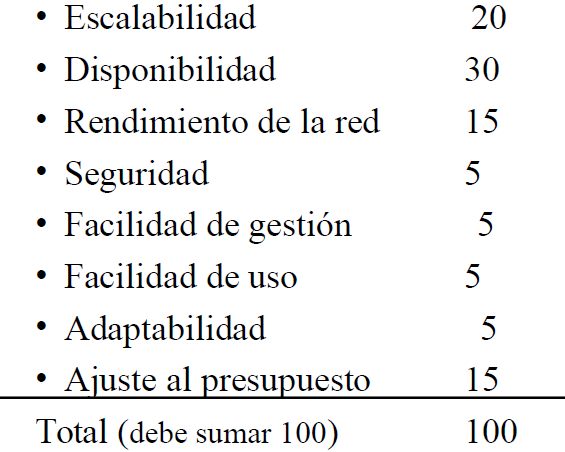 • Escalabilidad 20
• Disponibilidad 30
• Rendimiento de la red 15
• Seguridad 5
• Facilidad de gestión 5
• Facilidad de uso 5
• Adaptabilidad 5
• Ajuste al presupuesto 15
Total (debe sumar 100) 100